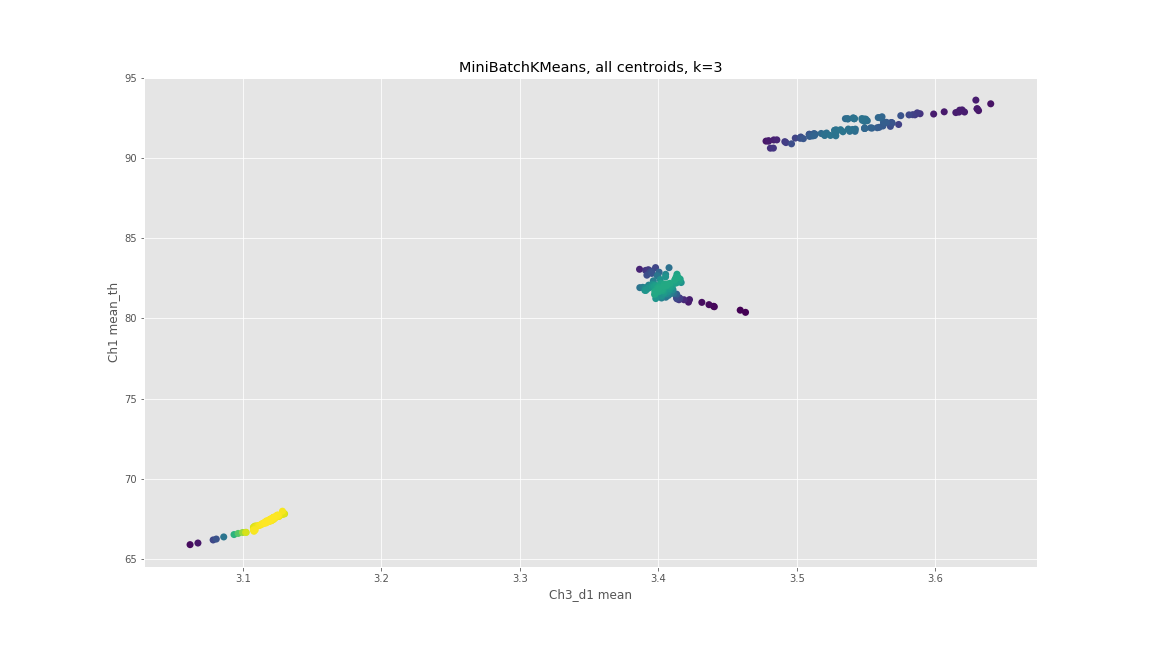 MiniBatchKMeans, all centroids, k=3
95
90
85
80
75
70
65
Ch1 mean_th
3.1 3.2 3.3 3.4 3.5 3.6
Ch3_d1 mean